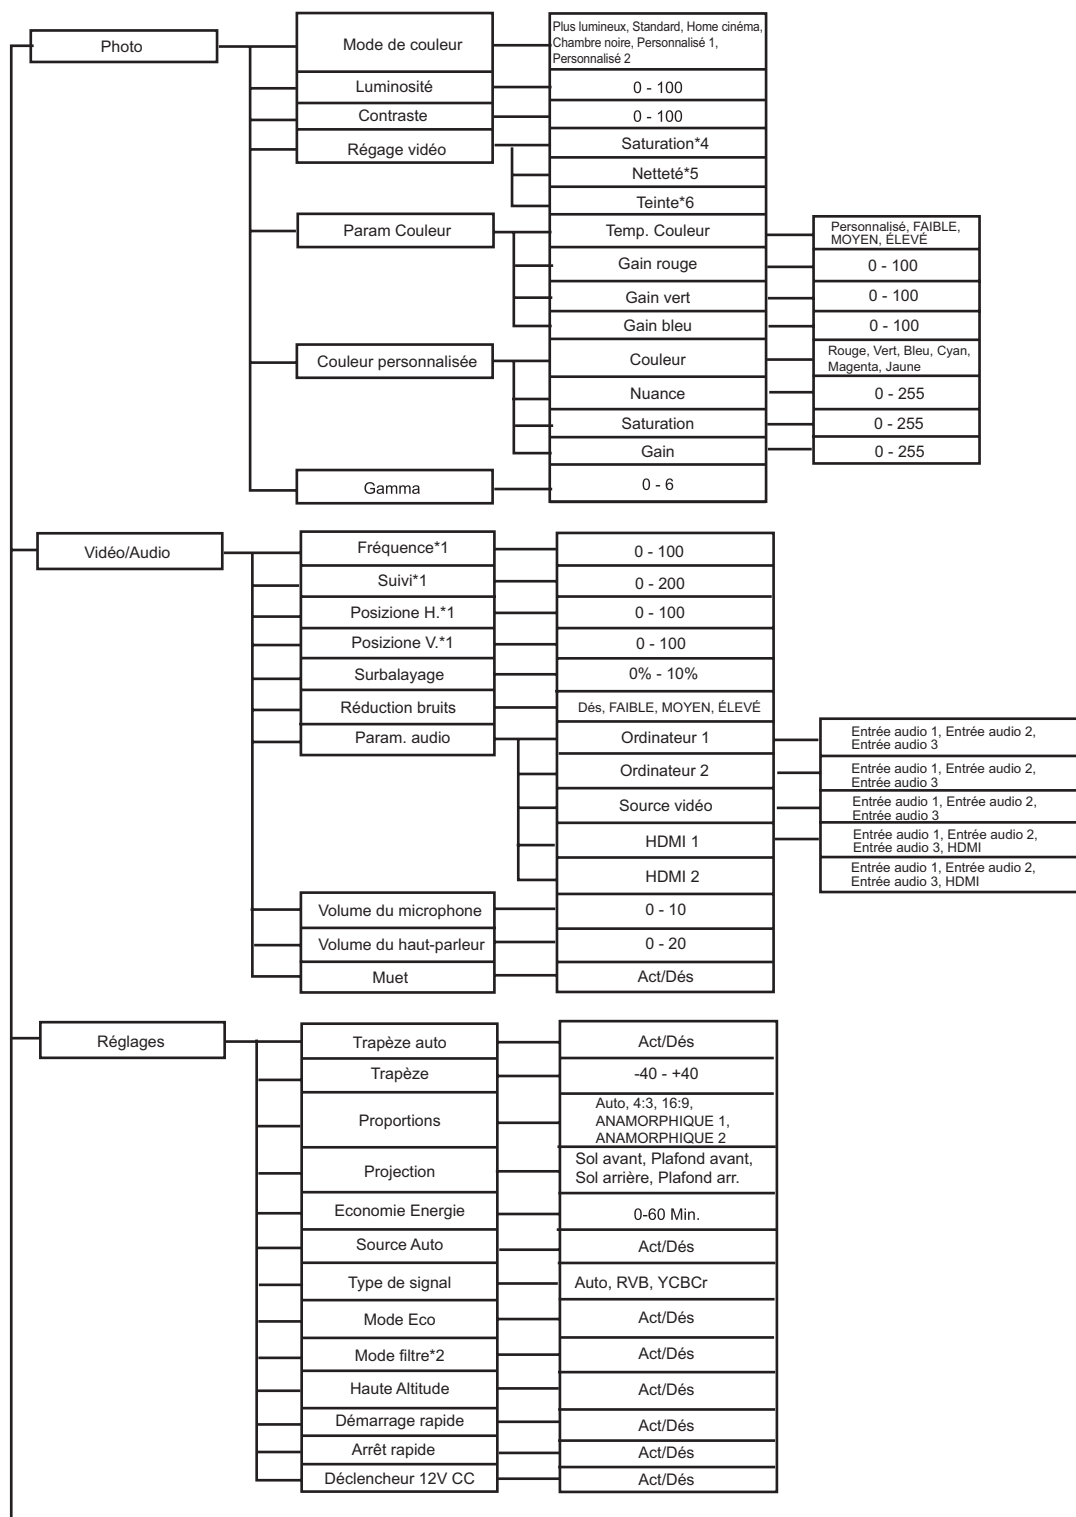 Photo
Mode de couleur
Plus lumineux, Standard, Home cinéma,
Chambre noire, Personnalisé 1,
Personnalisé 2
Luminosité
0 - 100
Contraste
0 - 100
Régage vidéo
Saturation*4
Netteté*5
Teinte*6
Param Couleur
Temp. Couleur
Personnalisé, FAIBLE,
MOYEN, ÉLEVÉ
Gain rouge
0 - 100
Gain vert
0 - 100
Gain bleu
0 - 100
Couleur personnalisée
Couleur
Rouge, Vert, Bleu, Cyan,
Magenta, Jaune
Nuance
0 - 255
Saturation
0 - 255
Gain
0 - 255
Gamma
0 - 6
Vidéo/Audio
Fréquence*1
0 - 100
Suivi*1
0 - 200
Posizione H.*1
0 - 100
Posizione V.*1
0 - 100
Surbalayage
0% - 10%
Réduction bruits
Dés, FAIBLE, MOYEN, ÉLEVÉ
Param. audio
Ordinateur 1
Entrée audio 1, Entrée audio 2,
Entrée audio 3
Ordinateur 2
Entrée audio 1, Entrée audio 2,
Entrée audio 3
Source vidéo
Entrée audio 1, Entrée audio 2,
Entrée audio 3
HDMI 1
Entrée audio 1, Entrée audio 2,
Entrée audio 3, HDMI
HDMI 2
Entrée audio 1, Entrée audio 2,
Entrée audio 3, HDMI
Volume du microphone
0 - 10
Volume du haut-parleur
0 - 20
Muet
Act/Dés
Réglages
Trapèze auto
Act/Dés
Trapèze
-40 - +40
Proportions
Auto, 4:3, 16:9,
ANAMORPHIQUE 1,
ANAMORPHIQUE 2
Projection
Sol avant, Plafond avant,
Sol arrière, Plafond arr.
Economie Energie
0-60 Min.
Source Auto
Act/Dés
Type de signal
Auto, RVB, YCBCr
Mode Eco
Act/Dés
Mode filtre*2
Act/Dés
Haute Altitude
Act/Dés
Démarrage rapide
Act/Dés
Arrêt rapide
Act/Dés
Déclencheur 12V CC
Act/Dés